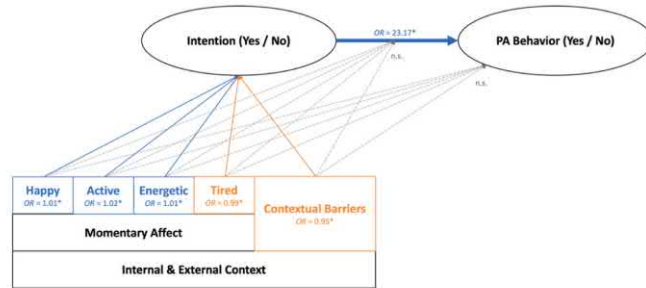 Intention (Yes / No)
OR = 23.17*
PA Behavior (Yes / No)
n.s.
n.s.
Happy
OR = 1.01*
Active
OR = 1.02*
Energetic
OR = 1.01*
Tired
OR = 0.99*
Contextual Barriers
OR = 0.95*
Momentary Affect
Internal & External Context